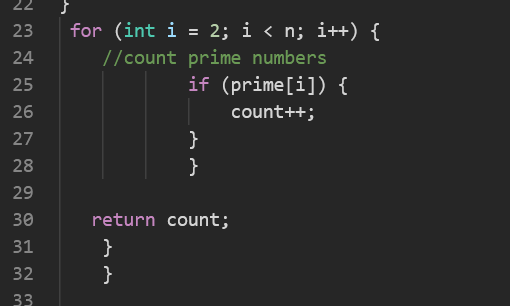 22 }
23 for (int i = 2; i < n; i++) {
24 //count prime numbers
25 if (prime[i]) {
26 count++;
27 }
28 }
29
30 return count;
31 }
32 }
33